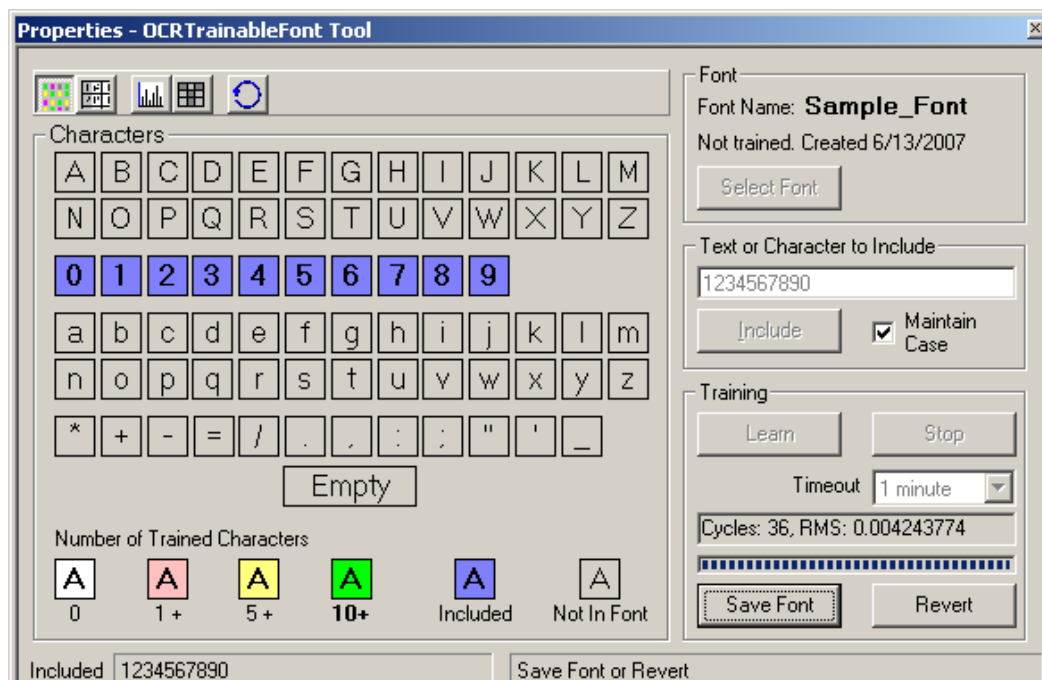 Properties - OCRTrainableFont Tool
Characters
A B C D E F G H I J K L M
N O P Q R S T U V W X Y Z
0 1 2 3 4 5 6 7 8 9
a b c d e f g h i j k l m
n o p q r s t u v w x y z
* + - = / . , : ; " ' _
Empty
Number of Trained Characters
A A A A A A
0 1 + 5 + 10+ Included Not In Font
Font
Font Name: Sample_Font
Not trained. Created 6/13/2007
Select Font
Text or Character to Include
1234567890
Include Maintain
Case
Training
Learn Stop
Timeout 1 minute
Cycles: 36, RMS: 0.004243774
Save Font Revert
Included 1234567890 Save Font or Revert